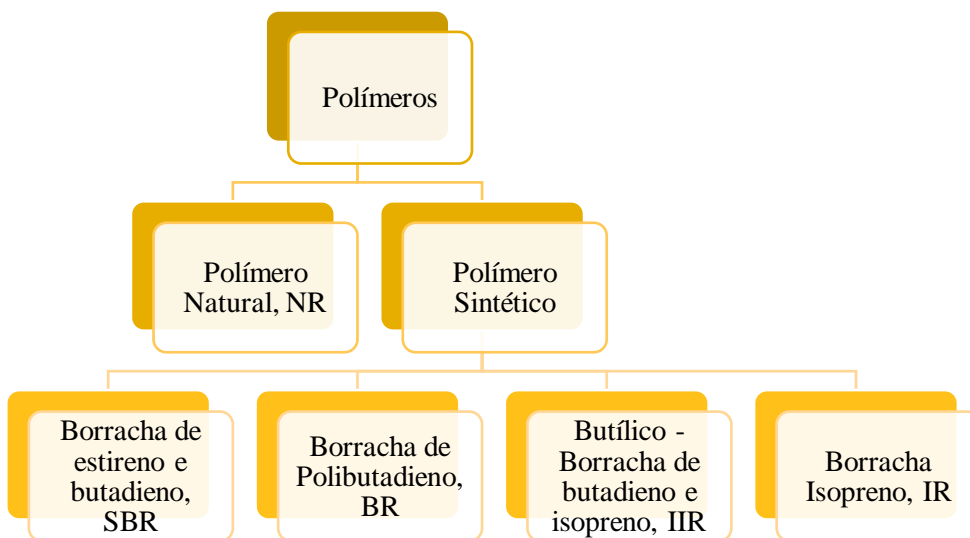 Polímeros
Polímero
Natural, NR
Polímero
Sintético
Borracha de
estireno e
butadieno,
SBR
Borracha de
Polibutadieno,
BR
Butílico -
Borracha de
butadieno e
isopreno, IIR
Borracha
Isopreno, IR